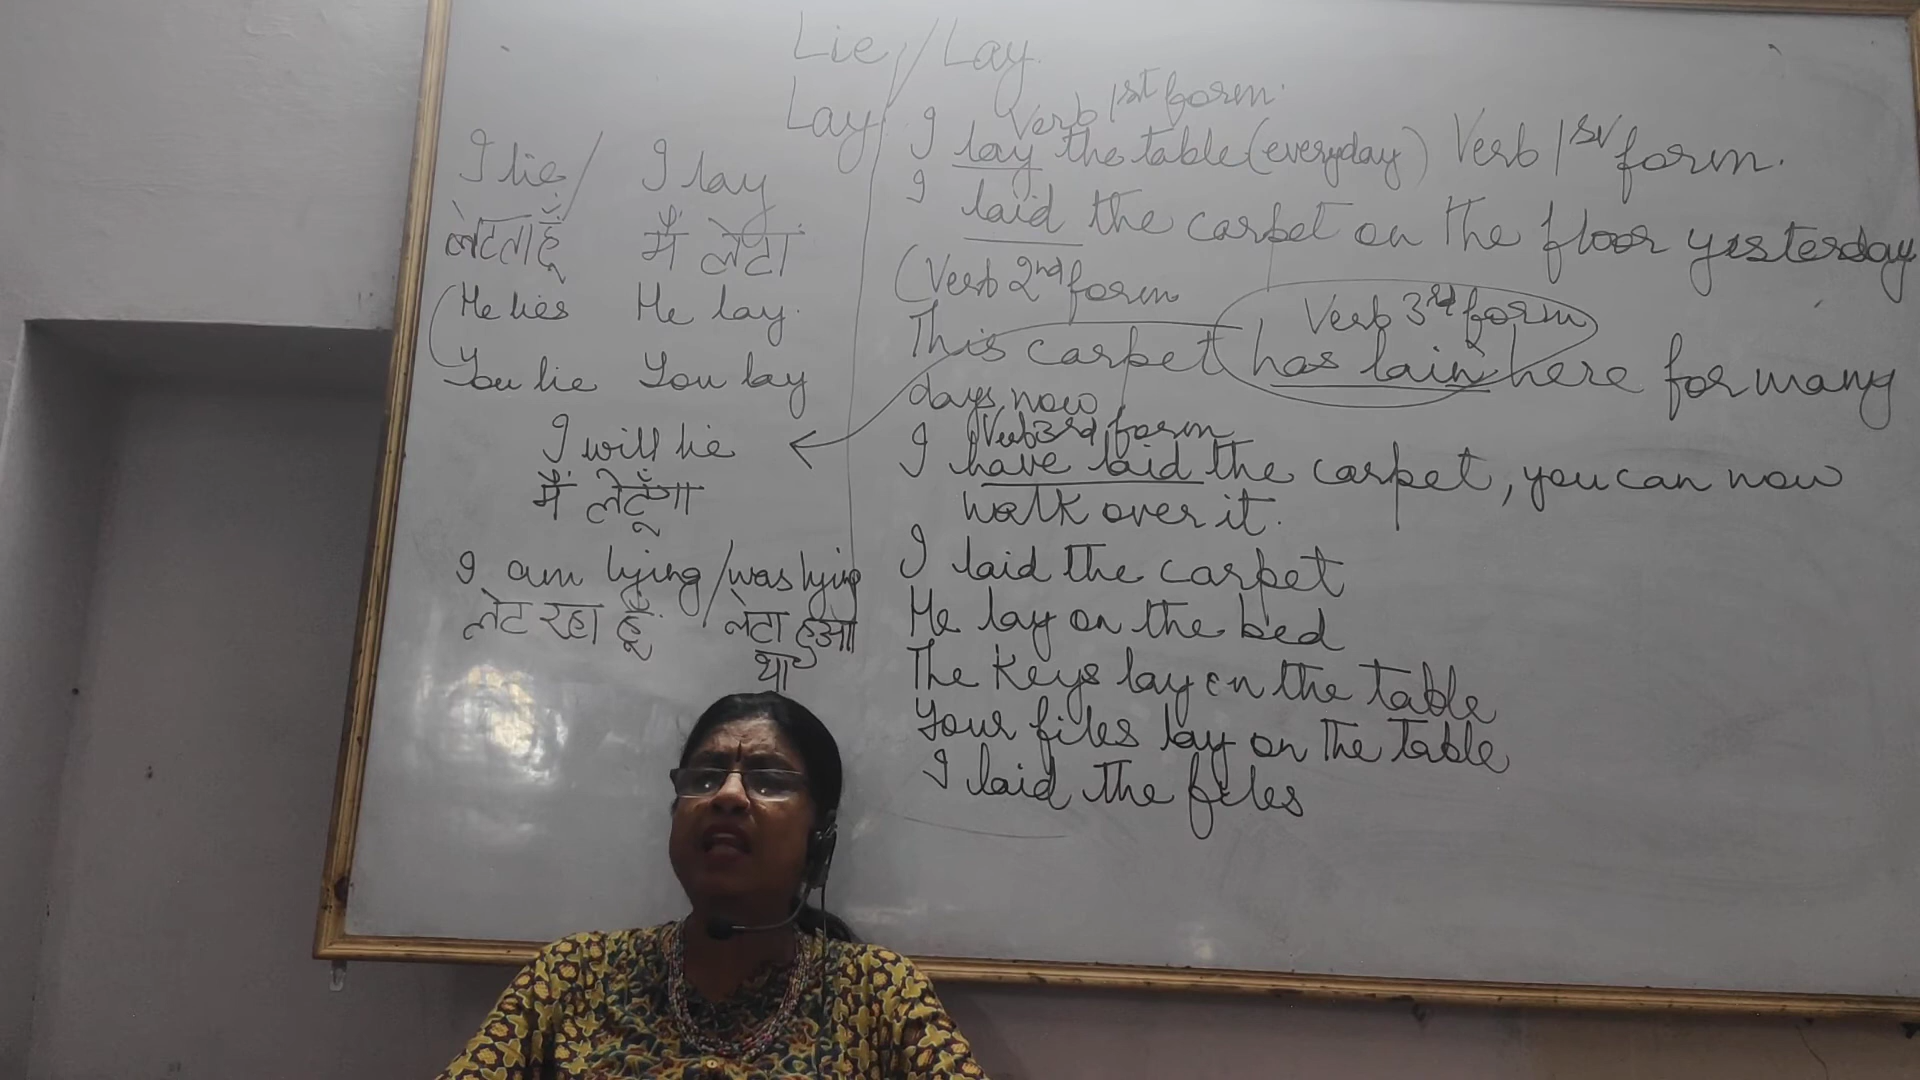 Lie / Lay
Lay
I lie / I lay
लेटता हूँ मैं लेटा
He lies He lay.
You lie You lay
I will lie
मैं लेटूँगा
I am lying / was lying
लेट रहा हूँ लेटा हुआ
था
Verb 1st form.
I lay the table (everyday) Verb 1st form.
I laid the carpet on the floor yesterday
(Verb 2nd form
Verb 3rd form
This carpet has lain here for many
days now
Verb 3rd form
I have laid the carpet, you can now
walk over it.
I laid the carpet
He lay on the bed
The Keys lay on the table
Your files lay on the Table
I laid the files